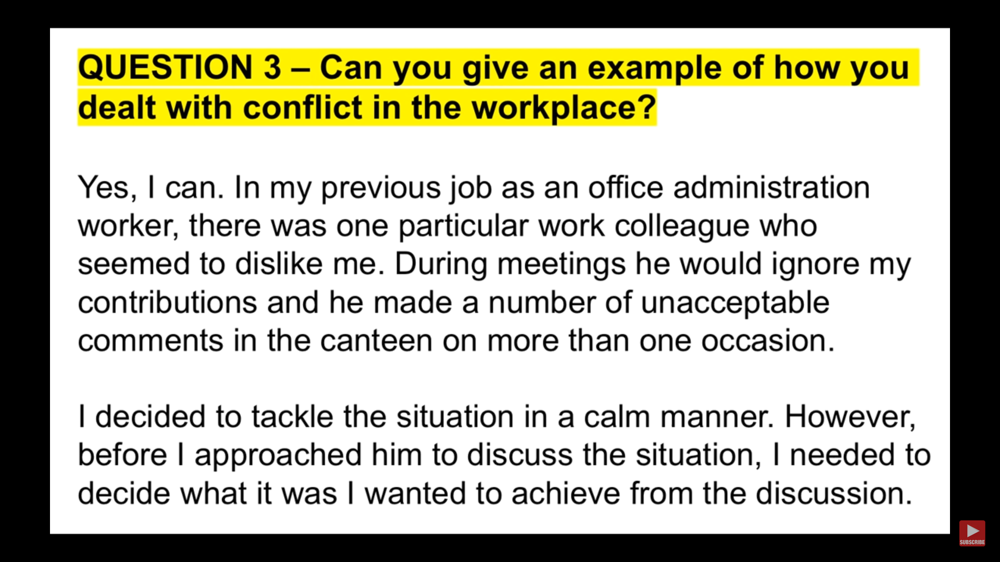 QUESTION 3 – Can you give an example of how you
dealt with conflict in the workplace?
Yes, I can. In my previous job as an office administration
worker, there was one particular work colleague who
seemed to dislike me. During meetings he would ignore my
contributions and he made a number of unacceptable
comments in the canteen on more than one occasion.
I decided to tackle the situation in a calm manner. However,
before I approached him to discuss the situation, I needed to
decide what it was I wanted to achieve from the discussion.
SUBSCRIBE